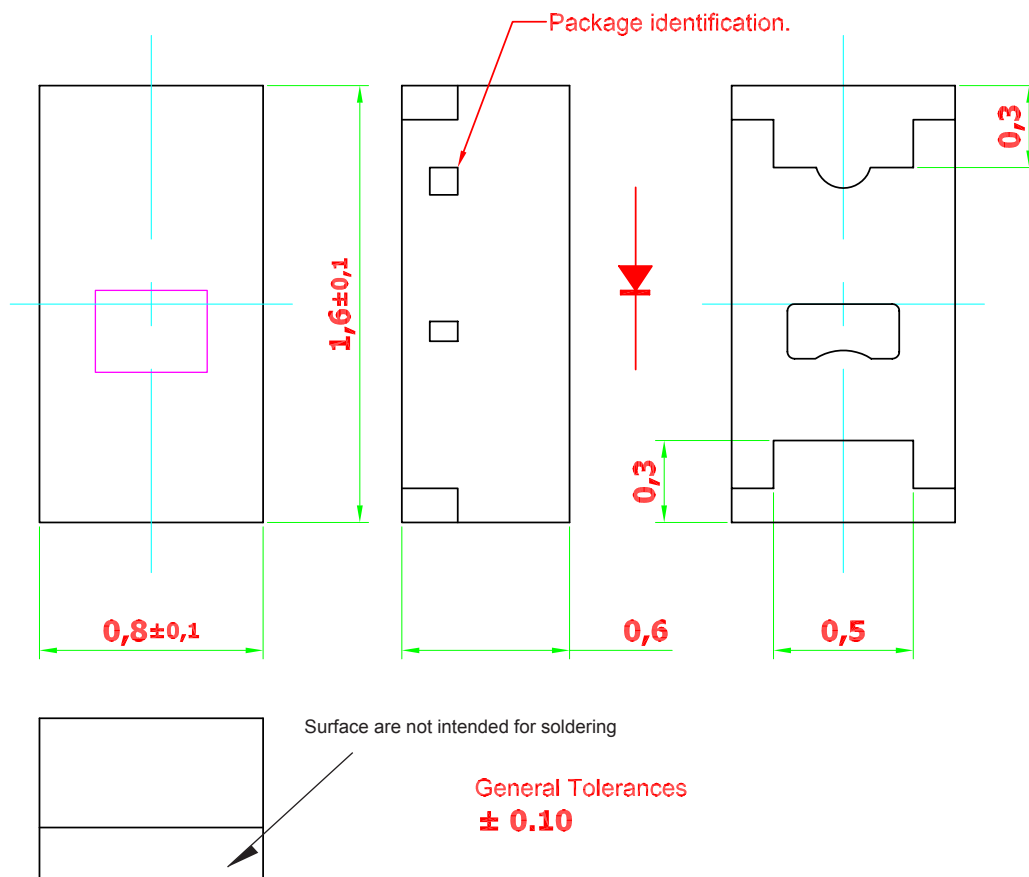 Package identification.
0,3
1,6±0,1
0,3
0,8±0,1
0,6
0,5
Surface are not intended for soldering
General Tolerances
± 0.10